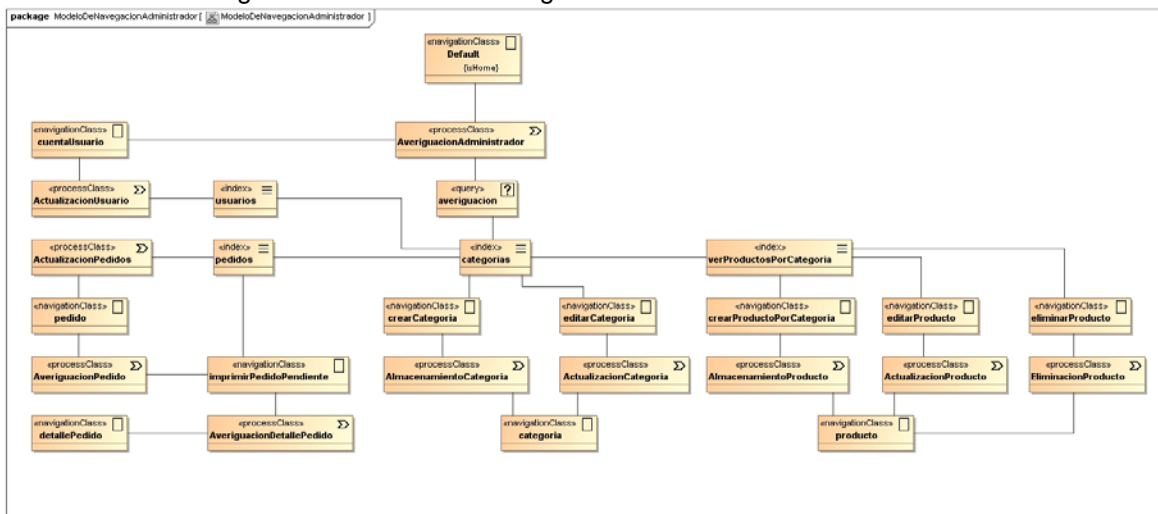 package ModeloDeNavegacionAdministrador [ ModeloDeNavegacionAdministrador ]
«navigationClass»
Default
{isHome}
«navigationClass»
cuentaUsuario
«processClass»
AveriguacionAdministrador
«processClass»
ActualizacionUsuario
«index»
usuarios
«query»
averiguacion
«processClass»
ActualizacionPedidos
«index»
pedidos
«index»
categorias
«index»
verProductosPorCategoria
«navigationClass»
pedido
«navigationClass»
crearCategoria
«navigationClass»
editarCategoria
«navigationClass»
crearProductoPorCategoria
«navigationClass»
editarProducto
«navigationClass»
eliminarProducto
«processClass»
AveriguacionPedido
«navigationClass»
imprimirPedidoPendiente
«processClass»
AlmacenamientoCategoria
«processClass»
ActualizacionCategoria
«processClass»
AlmacenamientoProducto
«processClass»
ActualizacionProducto
«processClass»
EliminacionProducto
«navigationClass»
detallePedido
«processClass»
AveriguacionDetallePedido
«navigationClass»
categoria
«navigationClass»
producto